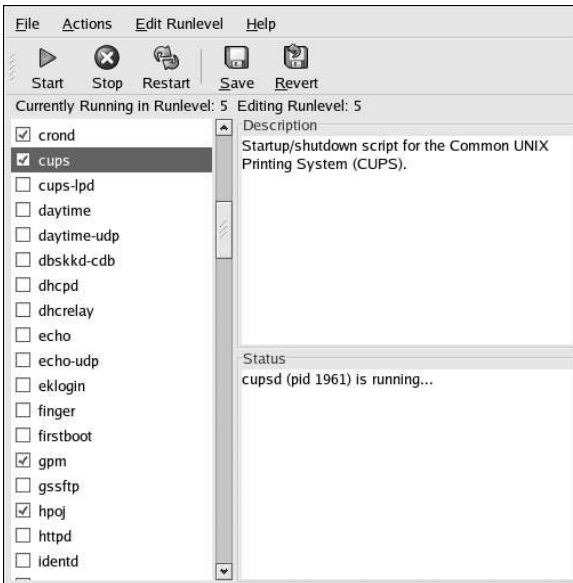 File Actions Edit Runlevel Help
Start Stop Restart Save Revert
Currently Running in Runlevel: 5 Editing Runlevel: 5
crond
cups
cups-lpd
daytime
daytime-udp
dbskkd-cdb
dhcpd
dhcrelay
echo
echo-udp
eklogin
finger
firstboot
gpm
gssftp
hpoj
httpd
identd
Description
Startup/shutdown script for the Common UNIX
Printing System (CUPS).
Status
cupsd (pid 1961) is running...